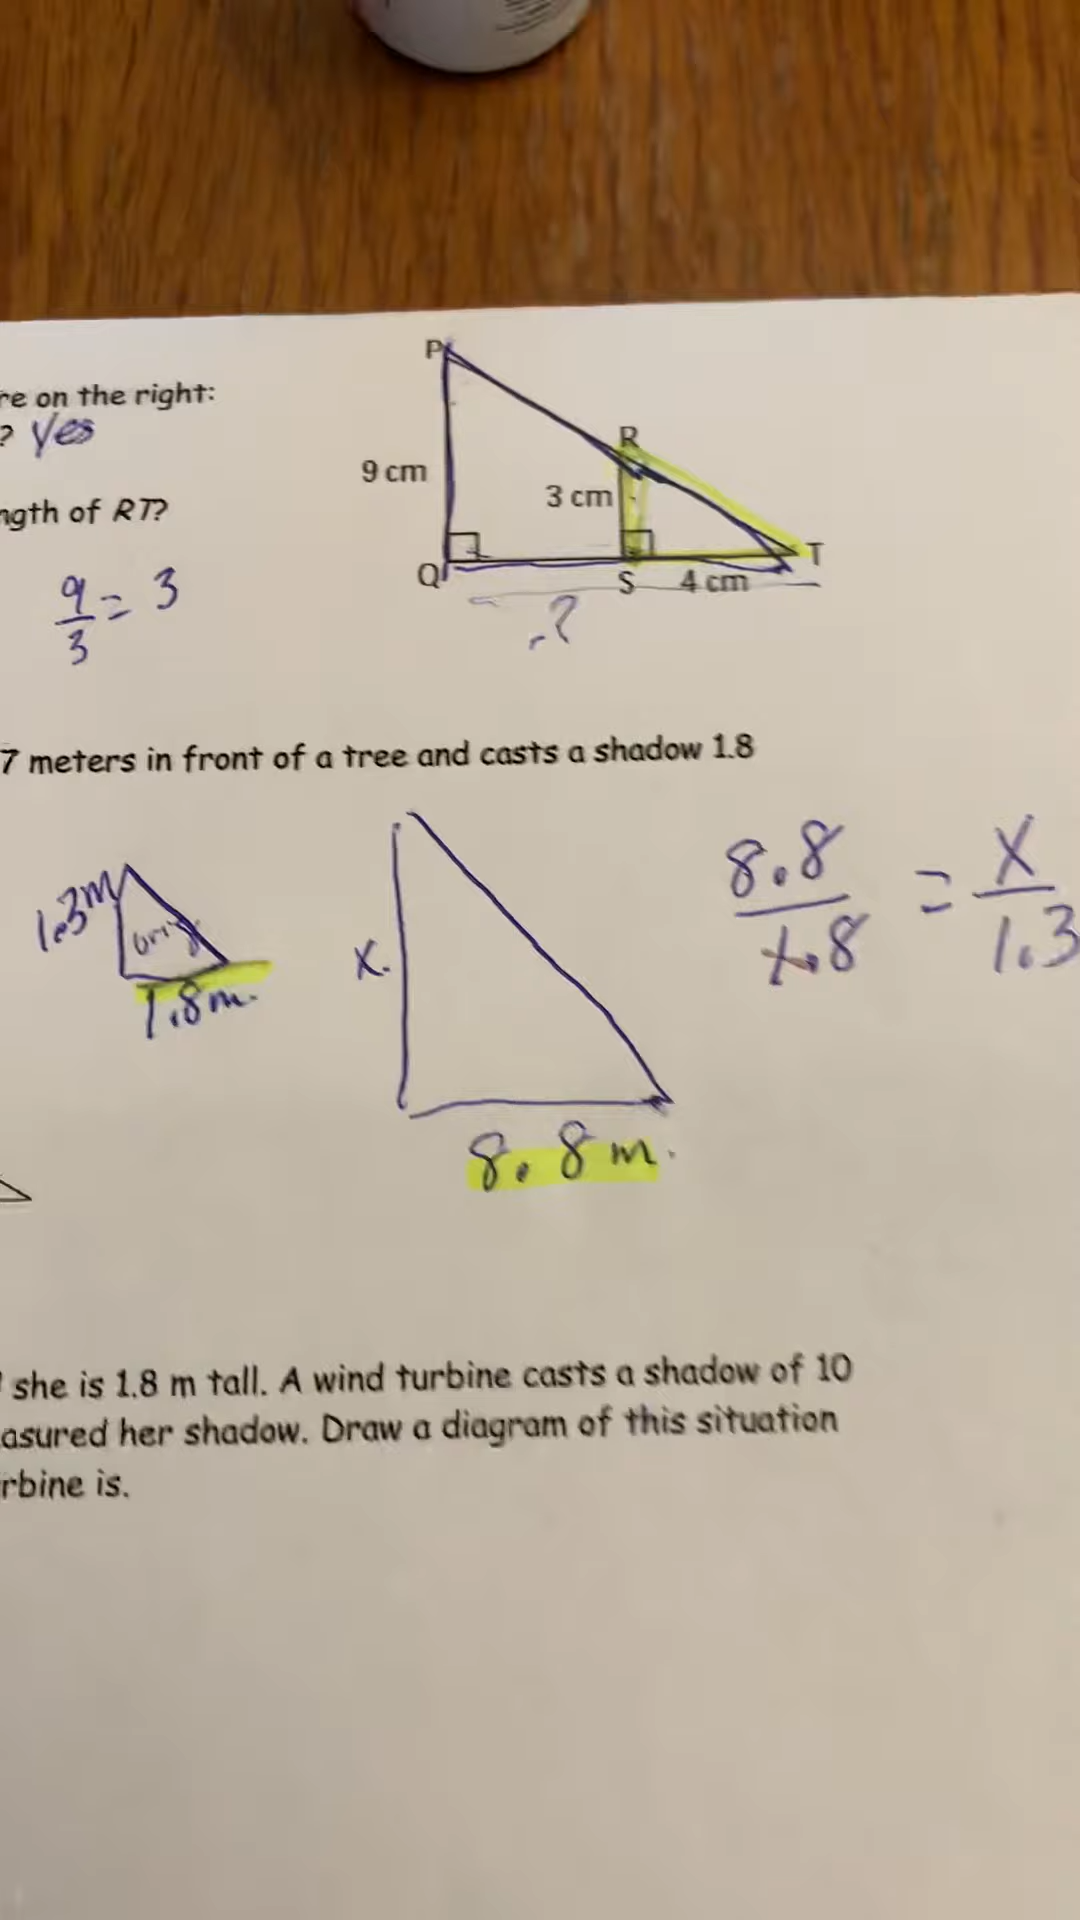 P
re on the right:
? Yes
R
9 cm
3 cm
ngth of RT?
T
Q
S
4 cm
9/3 = 3
?
7 meters in front of a tree and casts a shadow 1.8
1.3m
x.
1.8m.
8.8/1.8 = x/1.3
8.8 m.
she is 1.8 m tall. A wind turbine casts a shadow of 10
asured her shadow. Draw a diagram of this situation
rbine is.